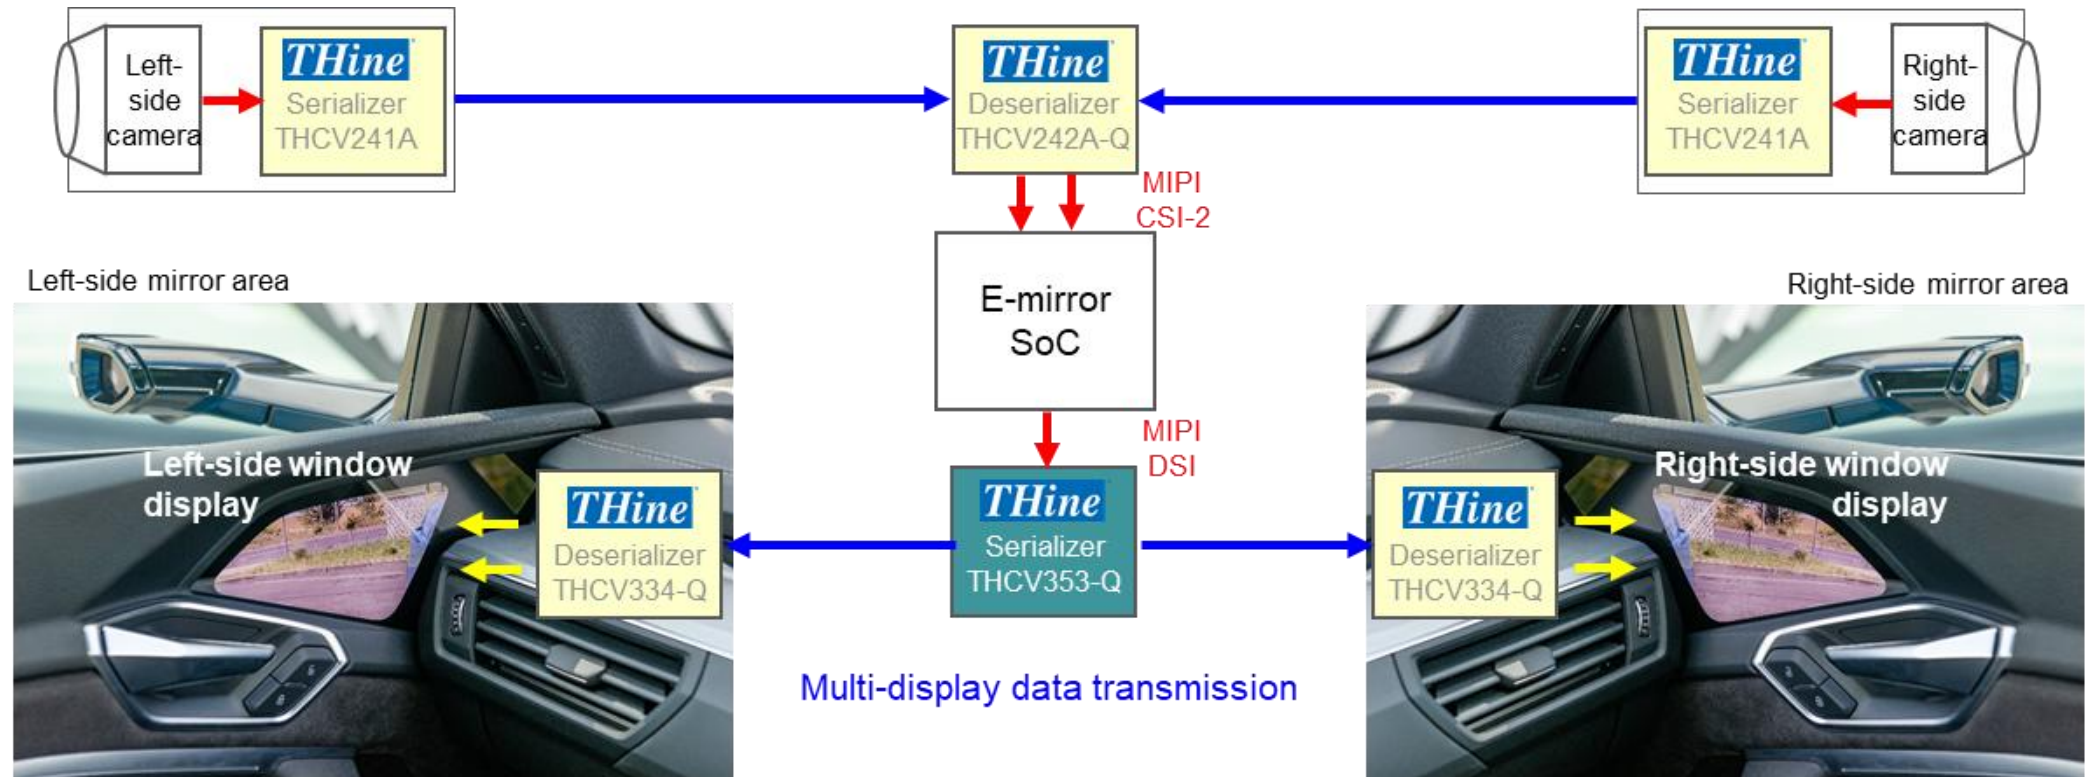 Left-
side
camera
THine
Serializer
THCV241A
THine
Deserializer
THCV242A-Q
THine
Serializer
THCV241A
Right-
side
camera
MIPI
CSI-2
Left-side mirror area
E-mirror
SoC
Right-side mirror area
MIPI
DSI
Left-side window
display
THine
Deserializer
THCV334-Q
THine
Serializer
THCV353-Q
THine
Deserializer
THCV334-Q
Right-side window
display
Multi-display data transmission